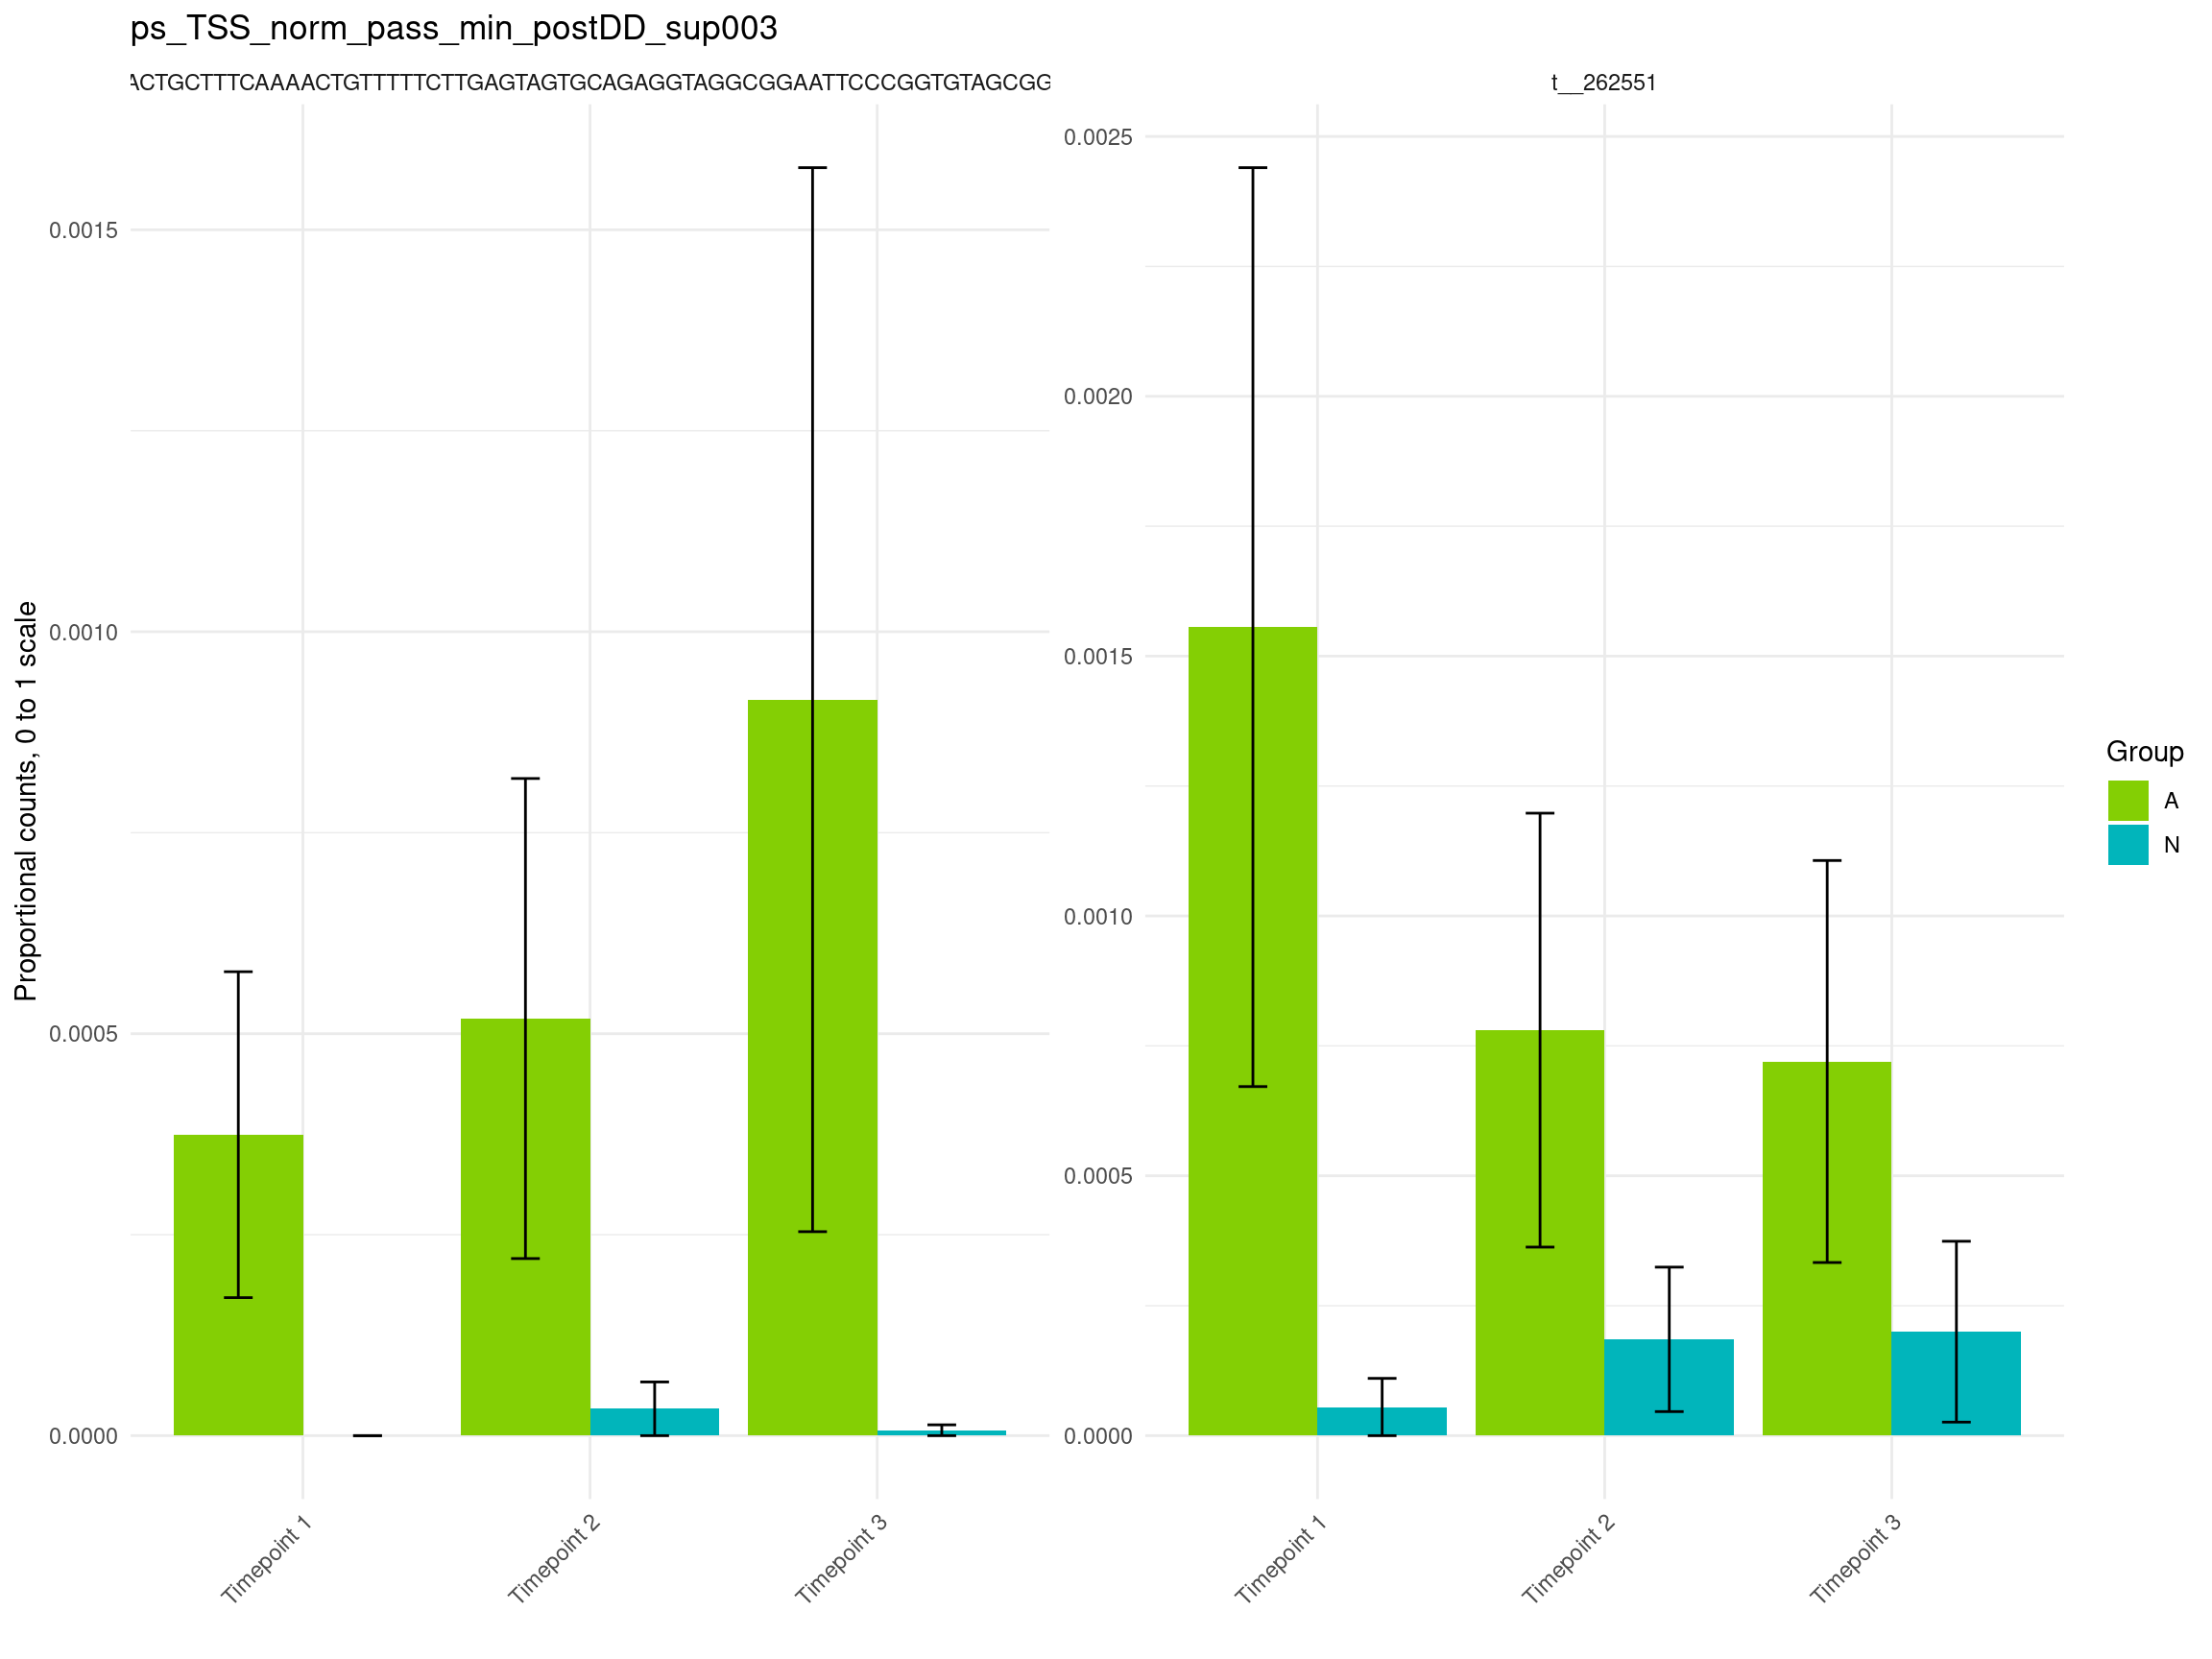 ps_TSS_norm_pass_min_postDD_sup003
ACTGCTTTCAAAACTGTTTTTCTTGAGTAGTGCAGAGGTAGGCGGAATTCCCGGTGTAGCGG
t__262551
Proportional counts, 0 to 1 scale
0.0015
0.0010
0.0005
0.0000
Timepoint 1
Timepoint 2
Timepoint 3
0.0025
0.0020
0.0015
0.0010
0.0005
0.0000
Timepoint 1
Timepoint 2
Timepoint 3
Group
A
N